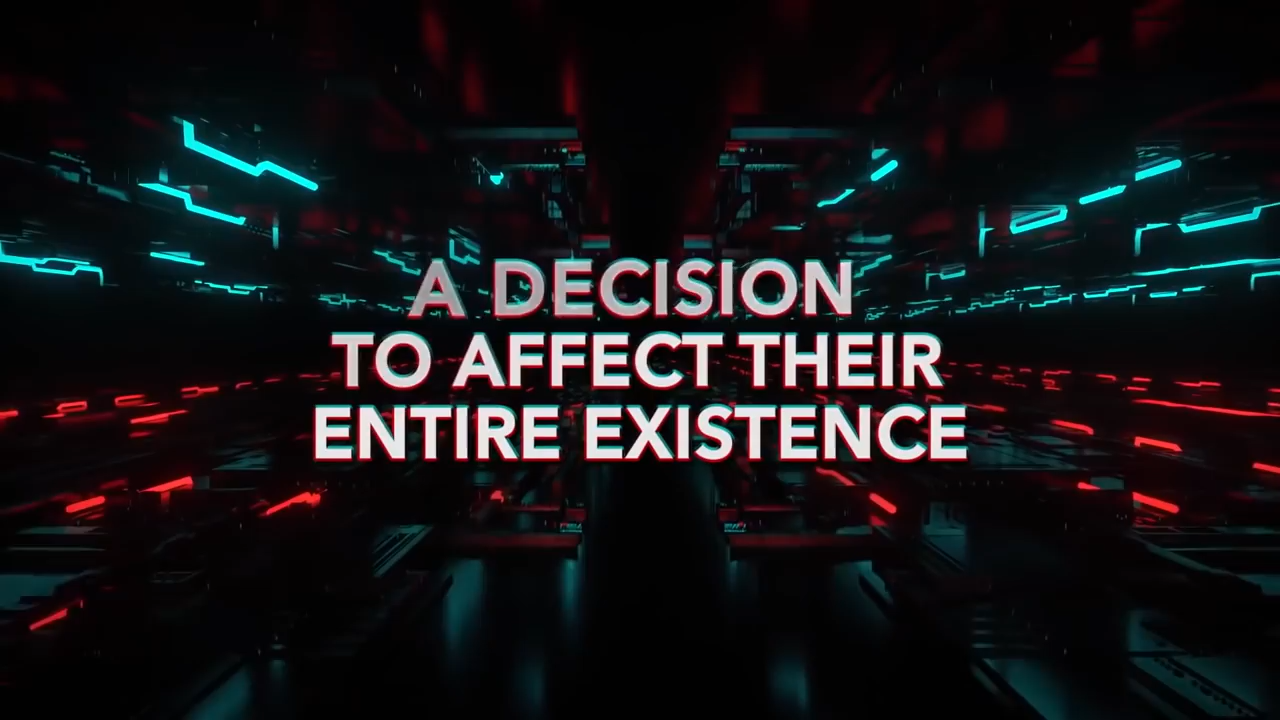 A DECISION
TO AFFECT THEIR
ENTIRE EXISTENCE